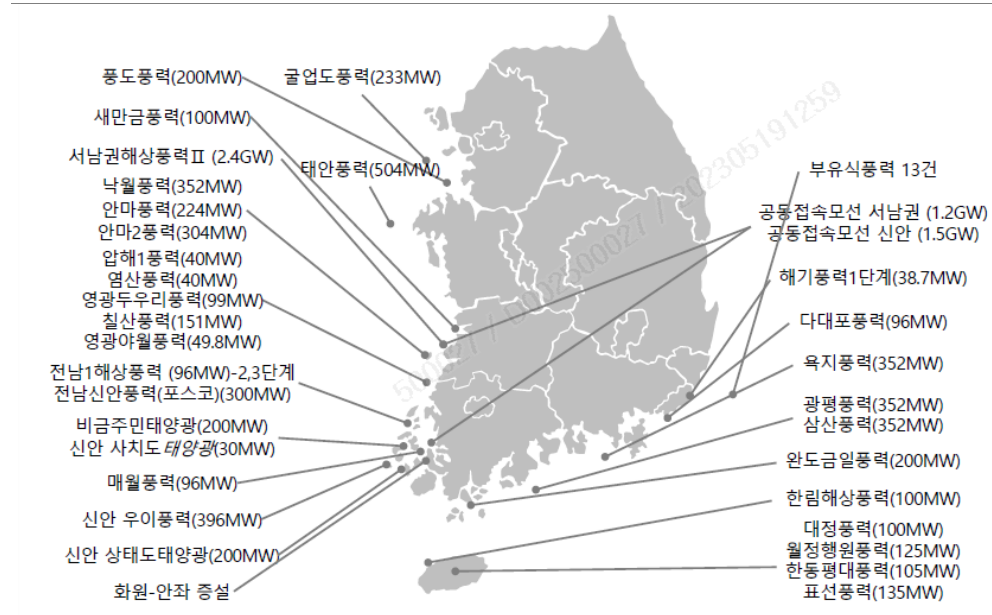 풍도풍력(200MW)
굴업도풍력(233MW)
새만금풍력(100MW)
서남권해상풍력Ⅱ (2.4GW)
태안풍력(504MW)
낙월풍력(352MW)
안마풍력(224MW)
안마2풍력(304MW)
압해1풍력(40MW)
염산풍력(40MW)
영광두우리풍력(99MW)
칠산풍력(151MW)
영광야월풍력(49.8MW)
전남1해상풍력 (96MW)-2,3단계
전남신안풍력(포스코)(300MW)
비금주민태양광(200MW)
신안 사치도태양광(30MW)
매월풍력(96MW)
신안 우이풍력(396MW)
신안 상태도태양광(200MW)
화원-안좌 증설
부유식풍력 13건
공동접속모선 서남권 (1.2GW)
공동접속모선 신안 (1.5GW)
해기풍력1단계(38.7MW)
다대포풍력(96MW)
욕지풍력(352MW)
광평풍력(352MW)
삼산풍력(352MW)
완도금일풍력(200MW)
한림해상풍력(100MW)
대정풍력(100MW)
월정행원풍력(125MW)
한동평대풍력(105MW)
표선풍력(135MW)
500027 / D002500027 / 202305191259